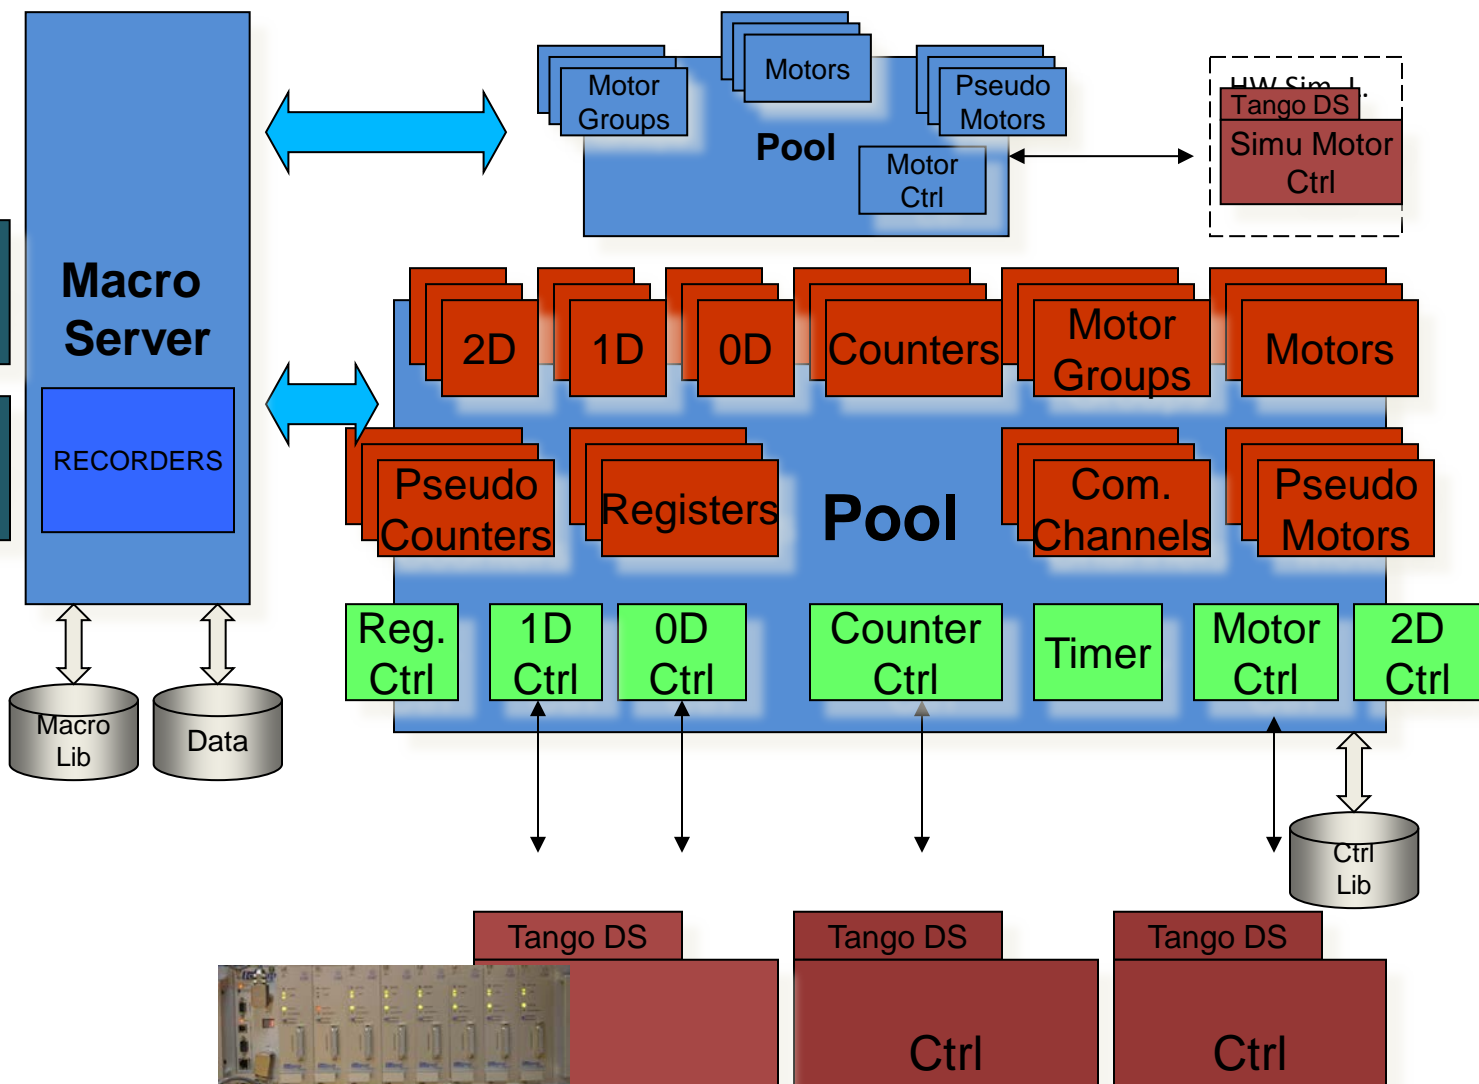 Motors
Motor
Groups
Pseudo
Motors
Pool
Motor
Ctrl
HW Sim. L.
Tango DS
Simu Motor
Ctrl
Macro
Server
RECORDERS
2D
1D
0D
Counters
Motor
Groups
Motors
Pseudo
Counters
Registers
Pool
Com.
Channels
Pseudo
Motors
Reg.
Ctrl
1D
Ctrl
0D
Ctrl
Counter
Ctrl
Timer
Motor
Ctrl
2D
Ctrl
Macro
Lib
Data
Ctrl
Lib
Tango DS
Tango DS
Tango DS
Ctrl
Ctrl